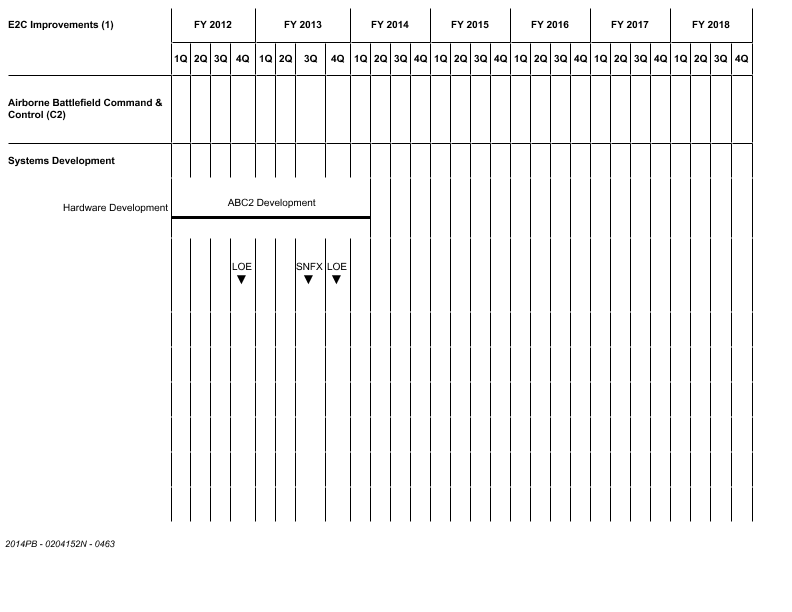 E2C Improvements (1) FY 2012 FY 2013 FY 2014 FY 2015 FY 2016 FY 2017 FY 2018
1Q 2Q 3Q 4Q 1Q 2Q 3Q 4Q 1Q 2Q 3Q 4Q 1Q 2Q 3Q 4Q 1Q 2Q 3Q 4Q 1Q 2Q 3Q 4Q 1Q 2Q 3Q 4Q
Airborne Battlefield Command &
Control (C2)
Systems Development
ABC2 Development
Hardware Development
LOE SNFX LOE
2014PB - 0204152N - 0463